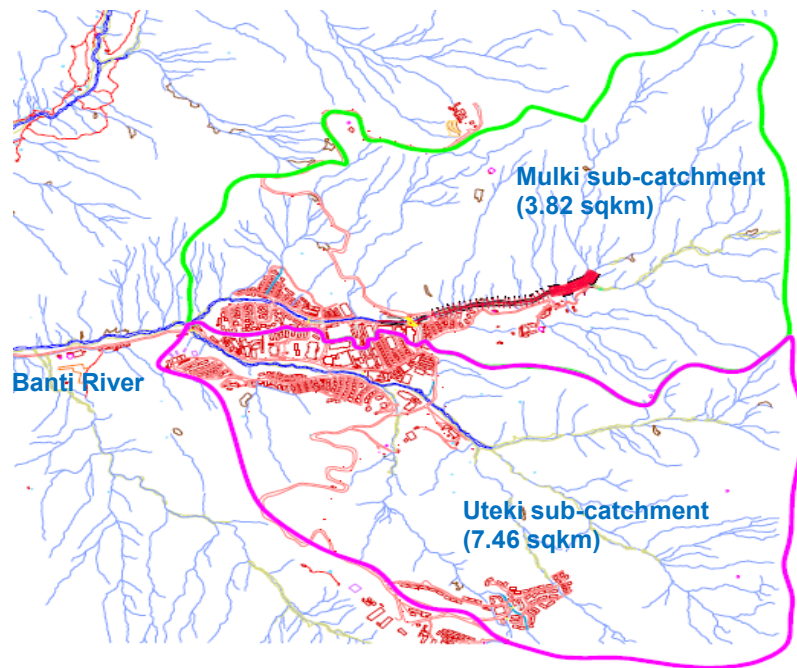 Mulki sub-catchment
(3.82 sqkm)
Banti River
Uteki sub-catchment
(7.46 sqkm)